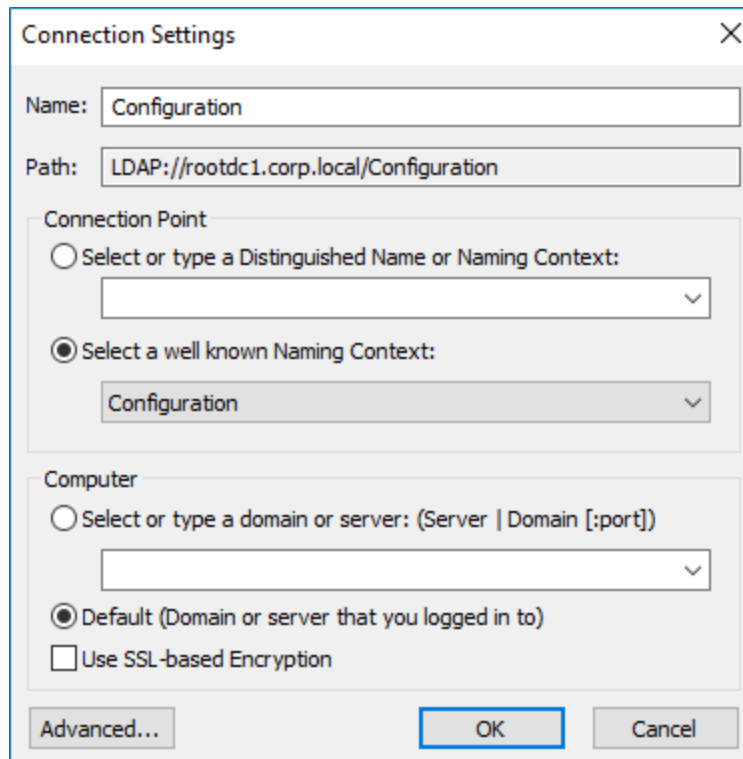 Connection Settings
Name: Configuration
Path: LDAP://rootdc1.corp.local/Configuration
Connection Point
Select or type a Distinguished Name or Naming Context:
Select a well known Naming Context:
Configuration
Computer
Select or type a domain or server: (Server | Domain [:port])
Default (Domain or server that you logged in to)
Use SSL-based Encryption
Advanced... OK Cancel